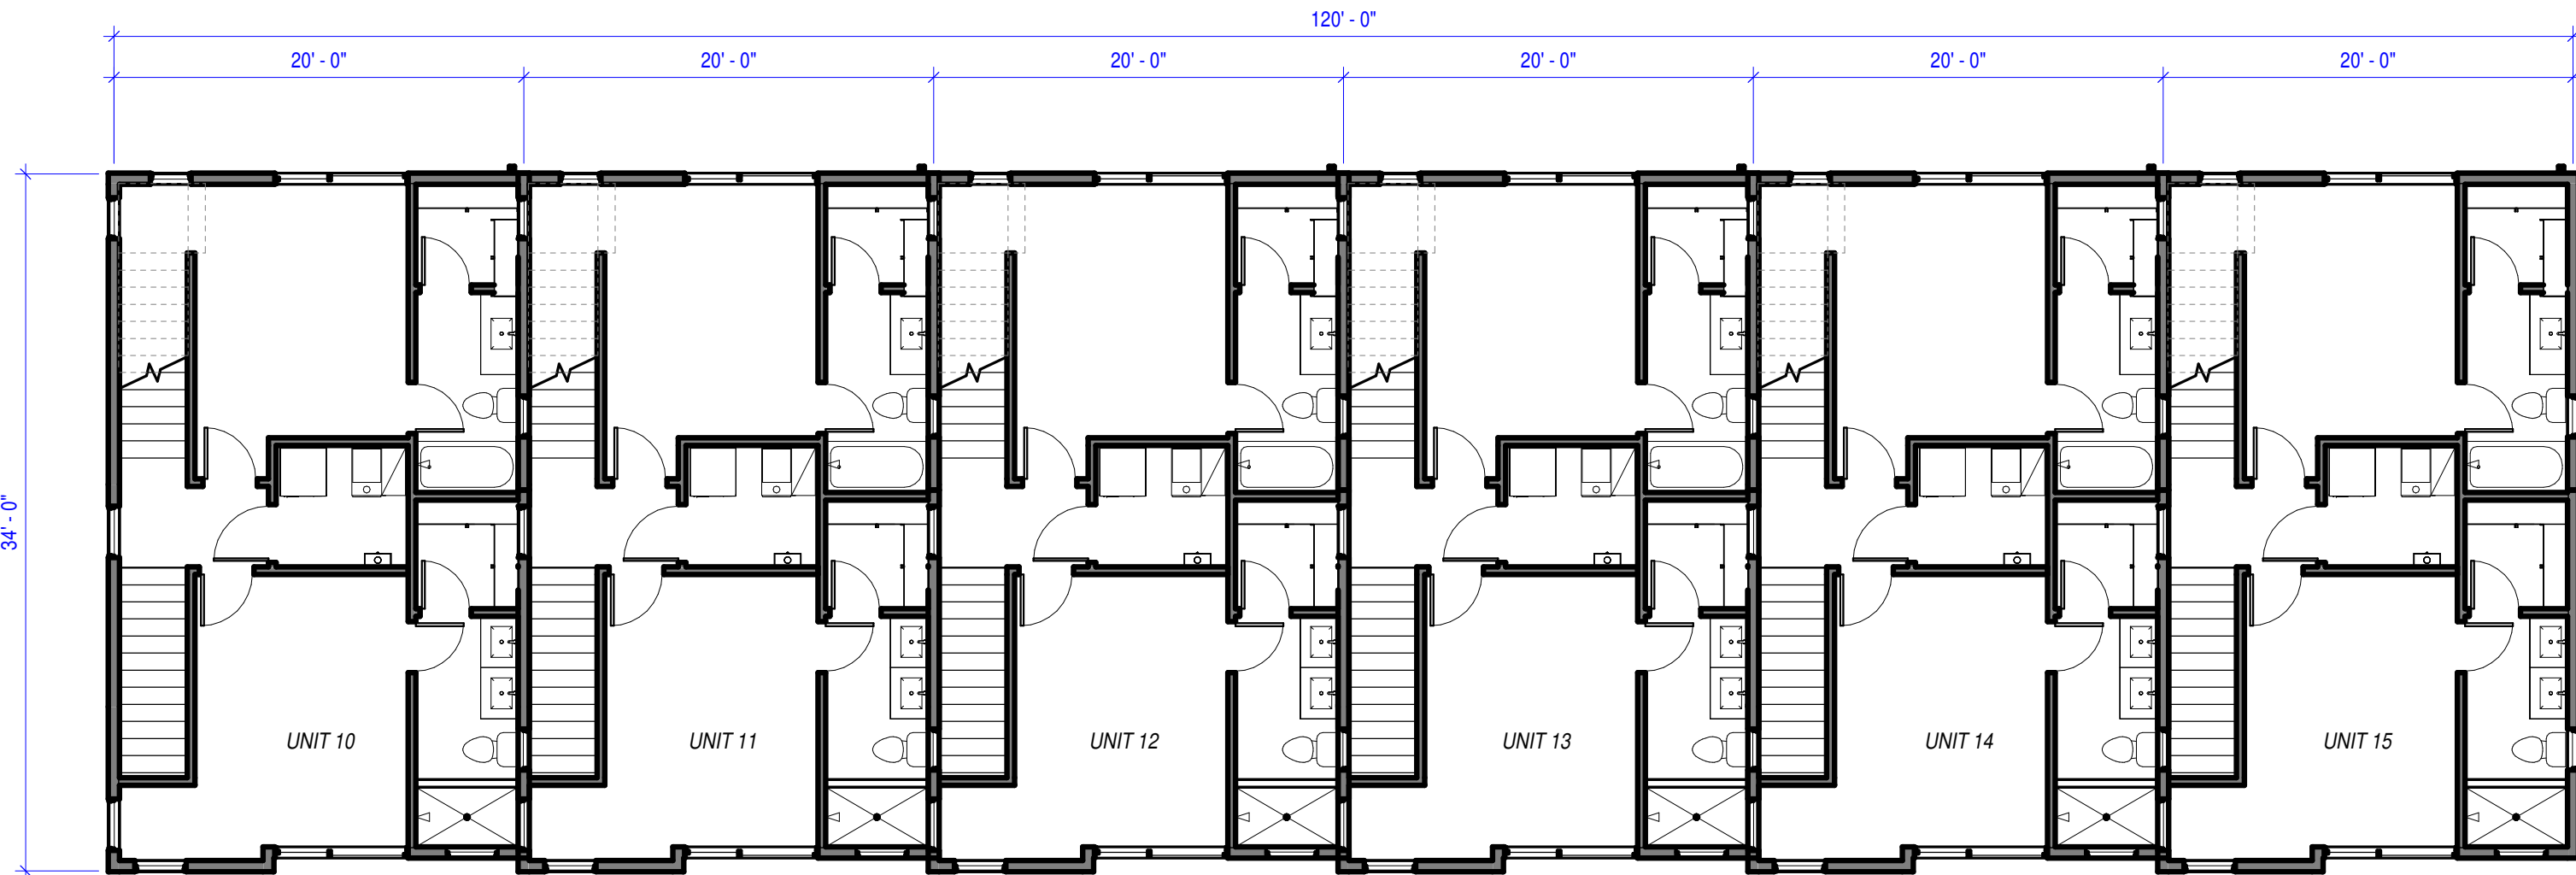 120' - 0"
20' - 0"
20' - 0"
20' - 0"
20' - 0"
20' - 0"
20' - 0"
34' - 0"
UNIT 10
UNIT 11
UNIT 12
UNIT 13
UNIT 14
UNIT 15